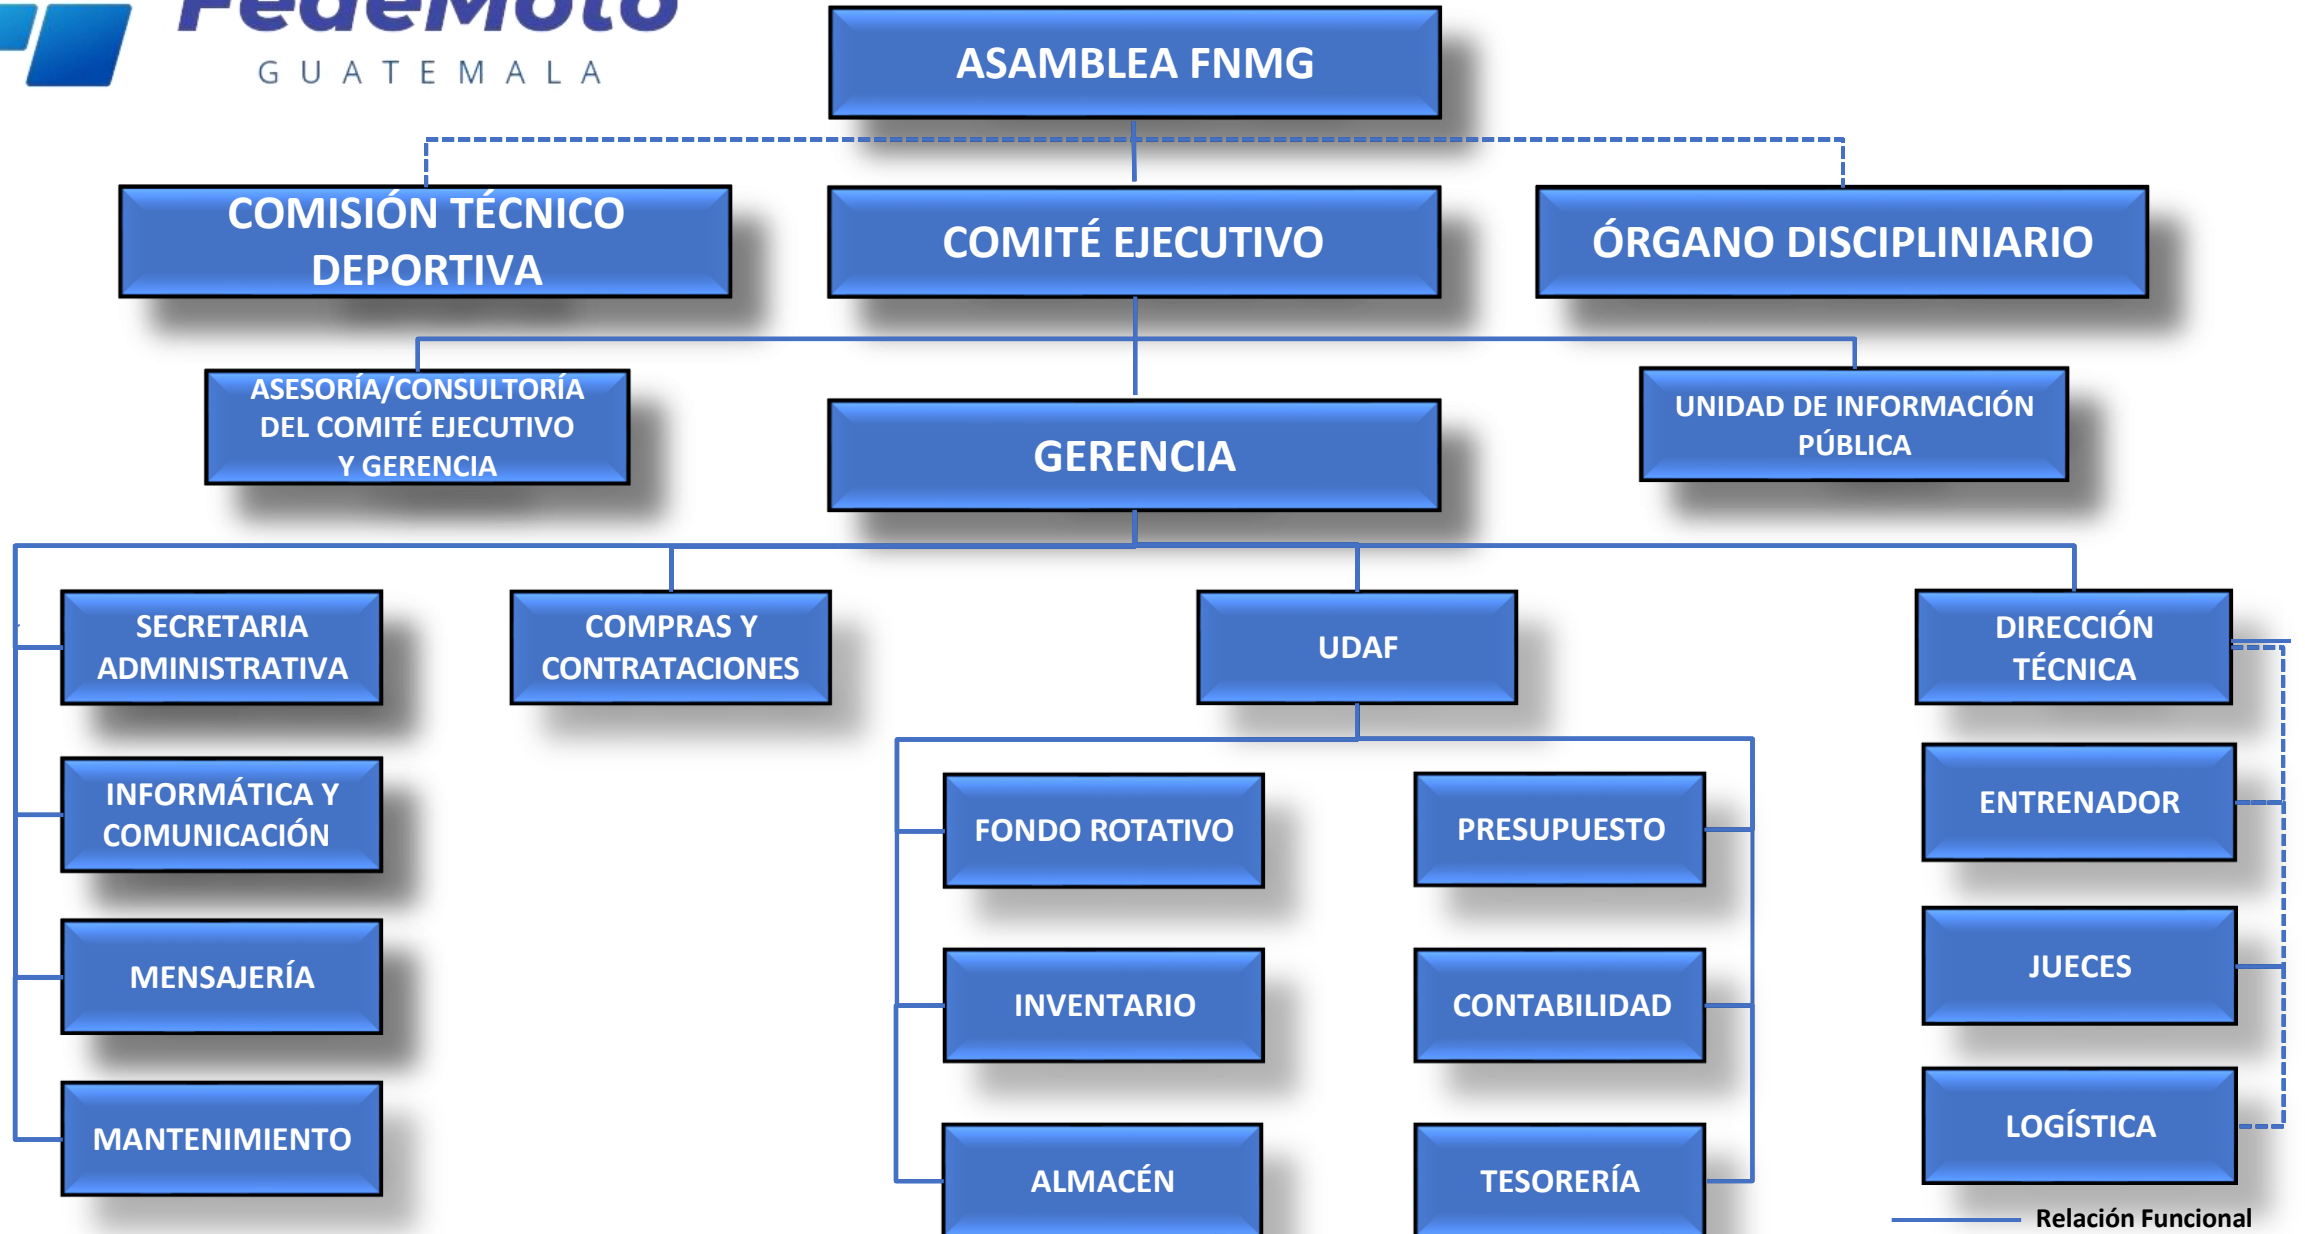 FedeMoto
GUATEMALA
ASAMBLEA FNMG
COMISIÓN TÉCNICO
DEPORTIVA
COMITÉ EJECUTIVO
ÓRGANO DISCIPLINIARIO
ASESORÍA/CONSULTORÍA
DEL COMITÉ EJECUTIVO
Y GERENCIA
GERENCIA
UNIDAD DE INFORMACIÓN
PÚBLICA
SECRETARIA
ADMINISTRATIVA
COMPRAS Y
CONTRATACIONES
UDAF
DIRECCIÓN
TÉCNICA
INFORMÁTICA Y
COMUNICACIÓN
FONDO ROTATIVO
PRESUPUESTO
ENTRENADOR
MENSAJERÍA
INVENTARIO
CONTABILIDAD
JUECES
MANTENIMIENTO
ALMACÉN
TESORERÍA
LOGÍSTICA
Relación Funcional